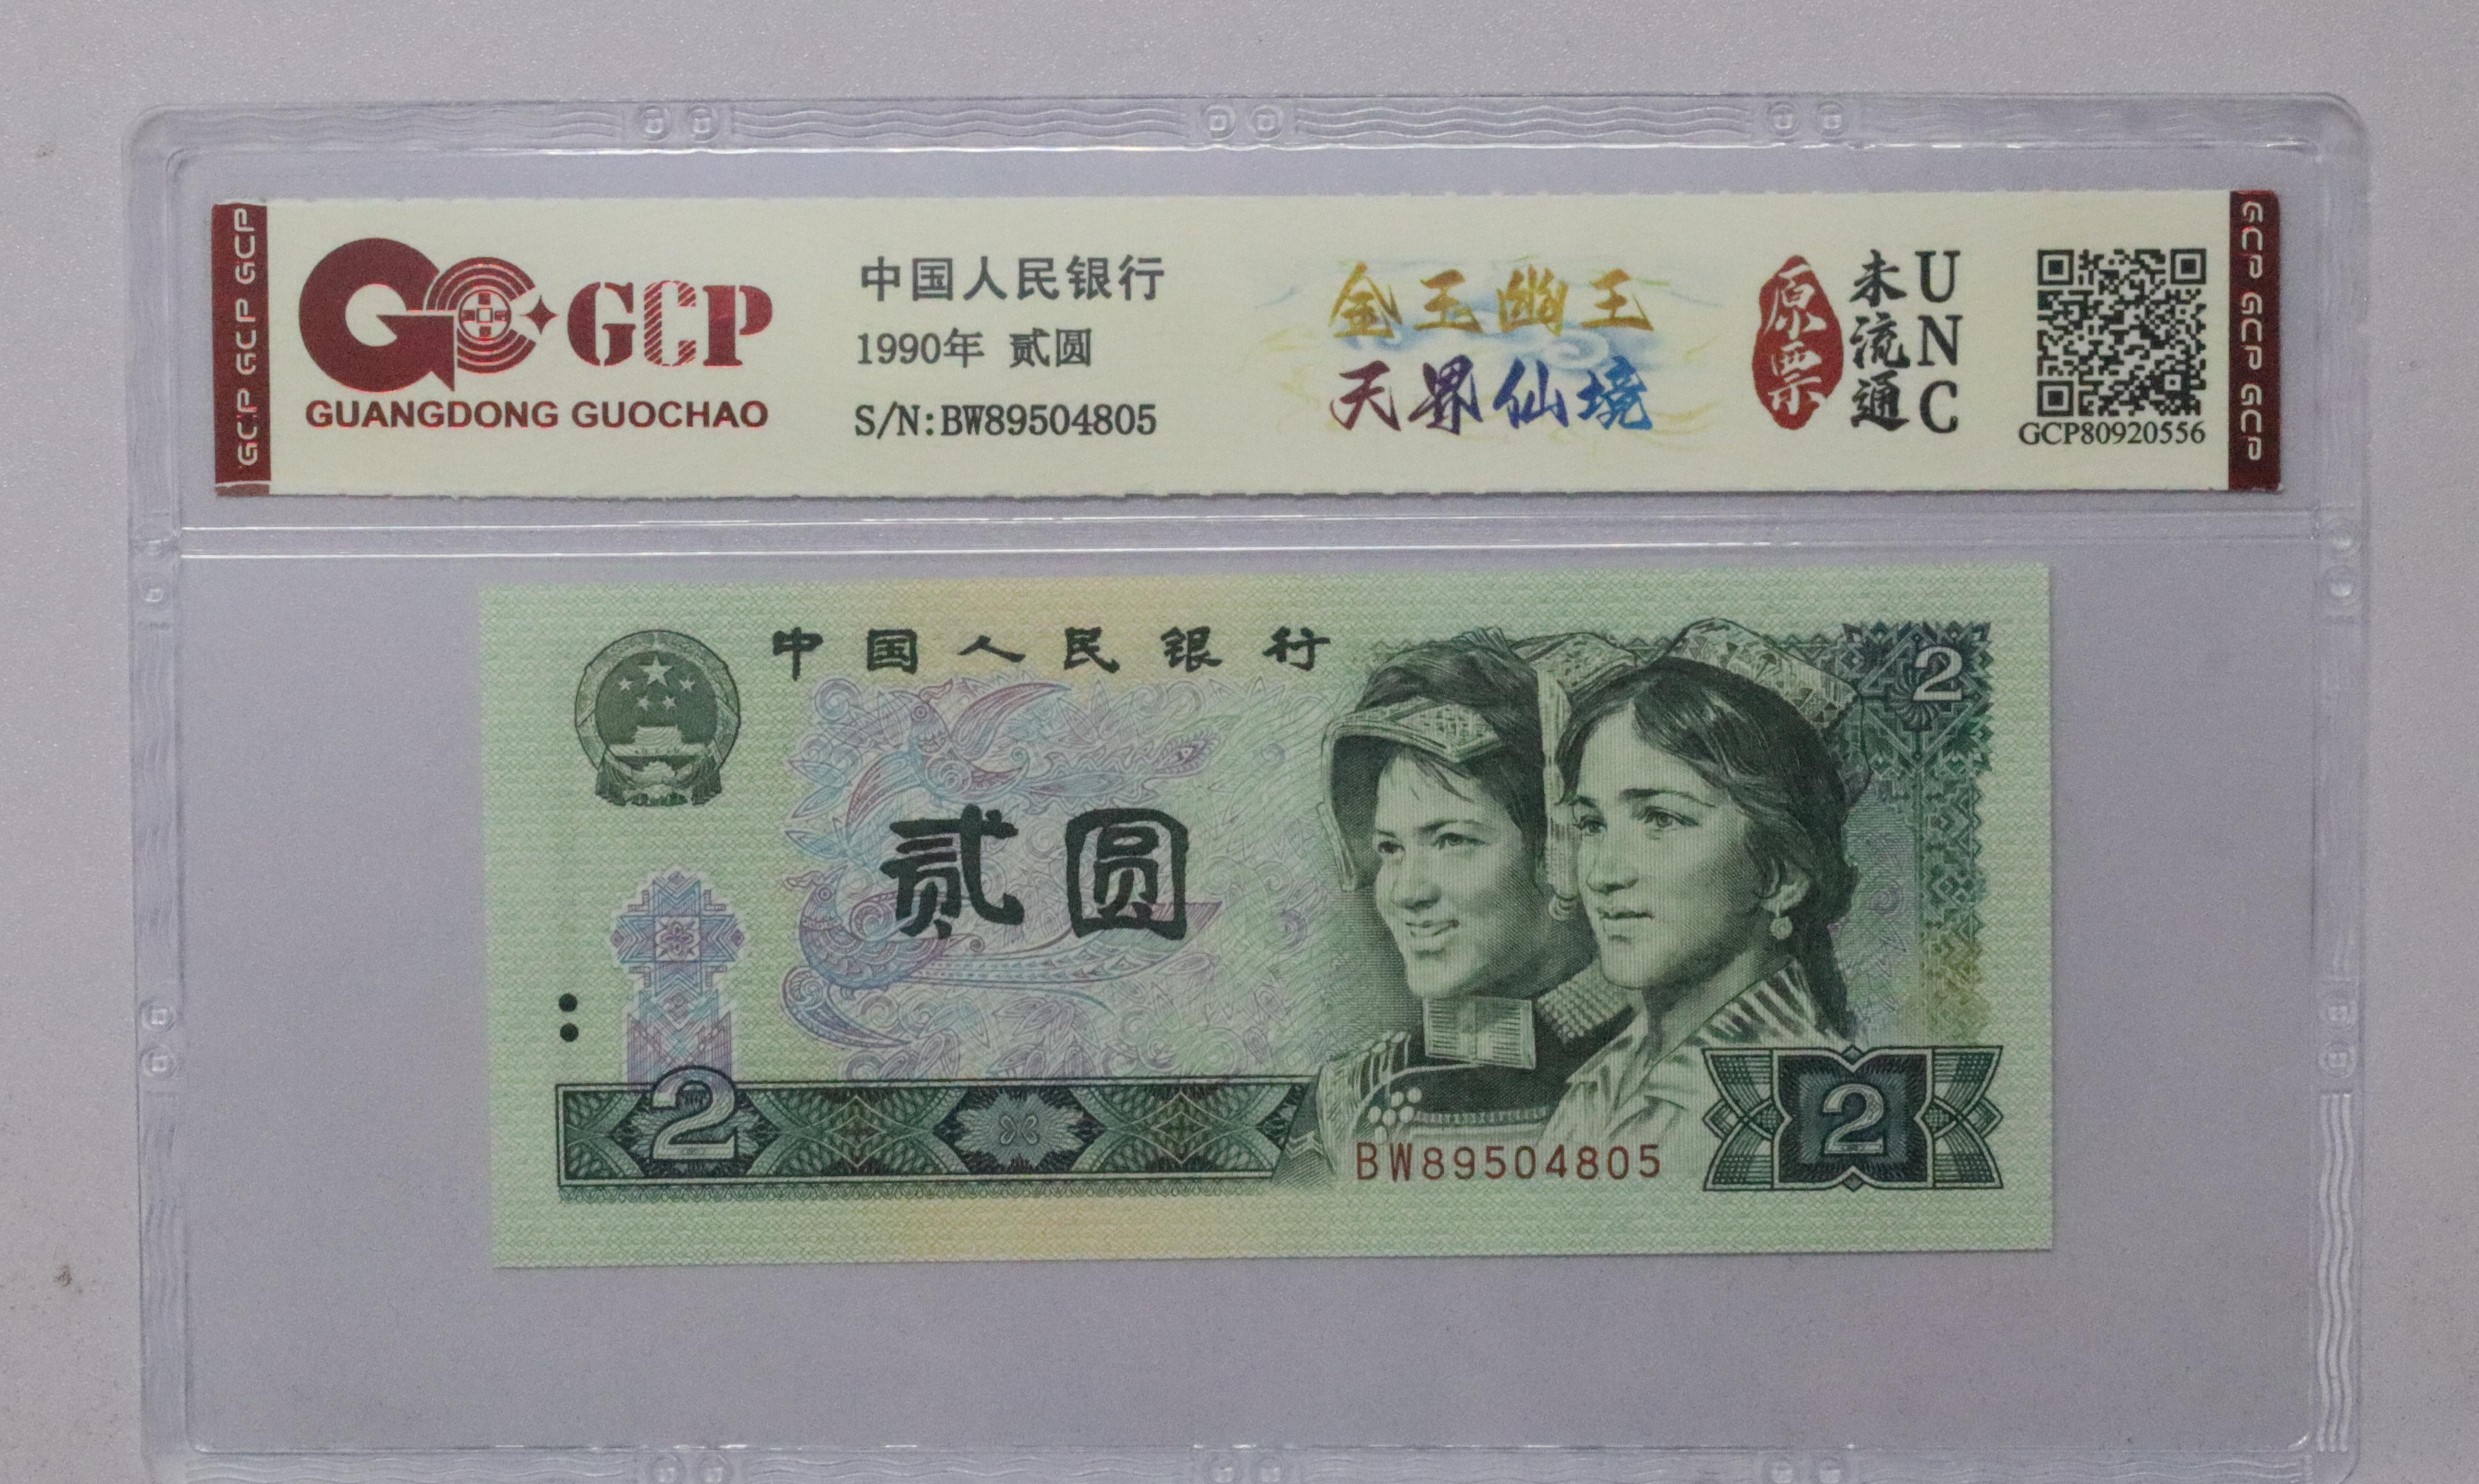 GCP GCP GCP GCP
GCP
GUANGDONG GUOCHAO
中国人民银行
1990年 贰圆
S/N:BW89504805
金玉幽王
天界仙境
原票
未流通
UNC
GCP80920556
GCP GCP GCP
中国人民银行
2
贰圆
2
BW89504805
2